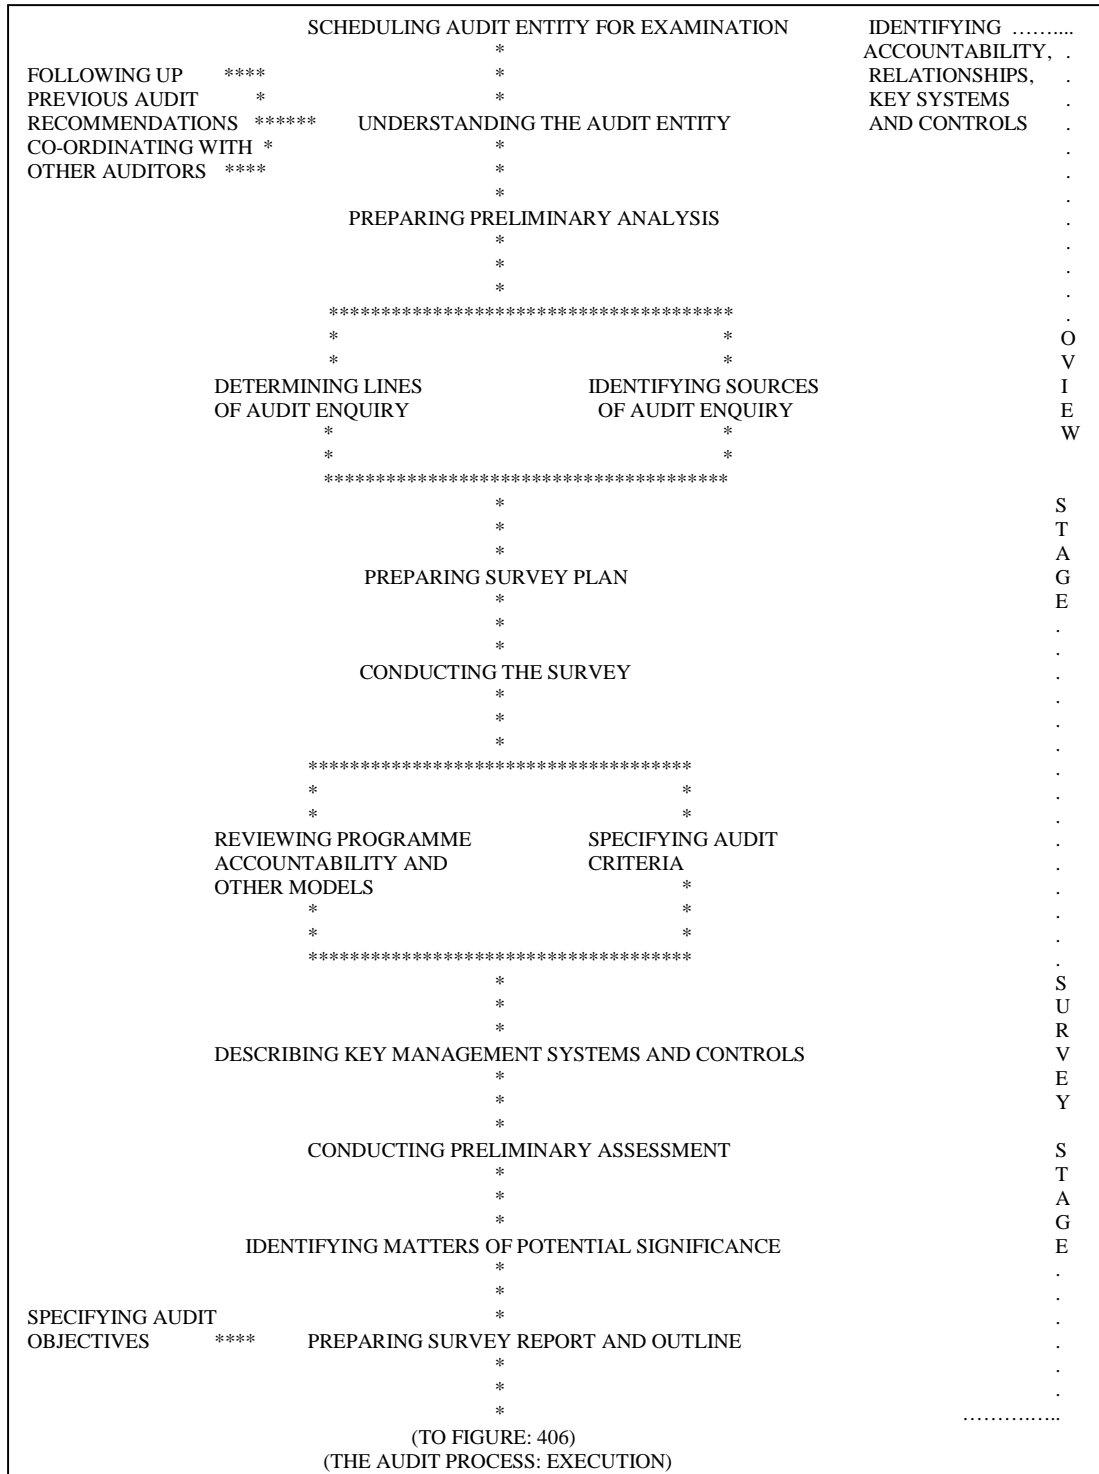 SCHEDULING AUDIT ENTITY FOR EXAMINATION IDENTIFYING ……....
* ACCOUNTABILITY, .
FOLLOWING UP **** * RELATIONSHIPS, .
PREVIOUS AUDIT * * KEY SYSTEMS .
RECOMMENDATIONS ****** UNDERSTANDING THE AUDIT ENTITY AND CONTROLS .
CO-ORDINATING WITH * * .
OTHER AUDITORS **** * .
* .
PREPARING PRELIMINARY ANALYSIS .
* .
* .
* .
*************************************** .
* * O
* * V
DETERMINING LINES IDENTIFYING SOURCES I
OF AUDIT ENQUIRY OF AUDIT ENQUIRY E
* * W
* *
***************************************
* S
* T
* A
PREPARING SURVEY PLAN G
* E
* .
* .
CONDUCTING THE SURVEY .
* .
* .
* .
************************************* .
* * .
* * .
REVIEWING PROGRAMME SPECIFYING AUDIT .
ACCOUNTABILITY AND CRITERIA .
OTHER MODELS * .
* * .
* * .
************************************* .
* S
* U
* R
DESCRIBING KEY MANAGEMENT SYSTEMS AND CONTROLS V
* E
* Y
*
CONDUCTING PRELIMINARY ASSESSMENT S
* T
* A
* G
IDENTIFYING MATTERS OF POTENTIAL SIGNIFICANCE E
* .
* .
SPECIFYING AUDIT * .
OBJECTIVES **** PREPARING SURVEY REPORT AND OUTLINE .
* .
* .
* …………..
(TO FIGURE: 406)
(THE AUDIT PROCESS: EXECUTION)